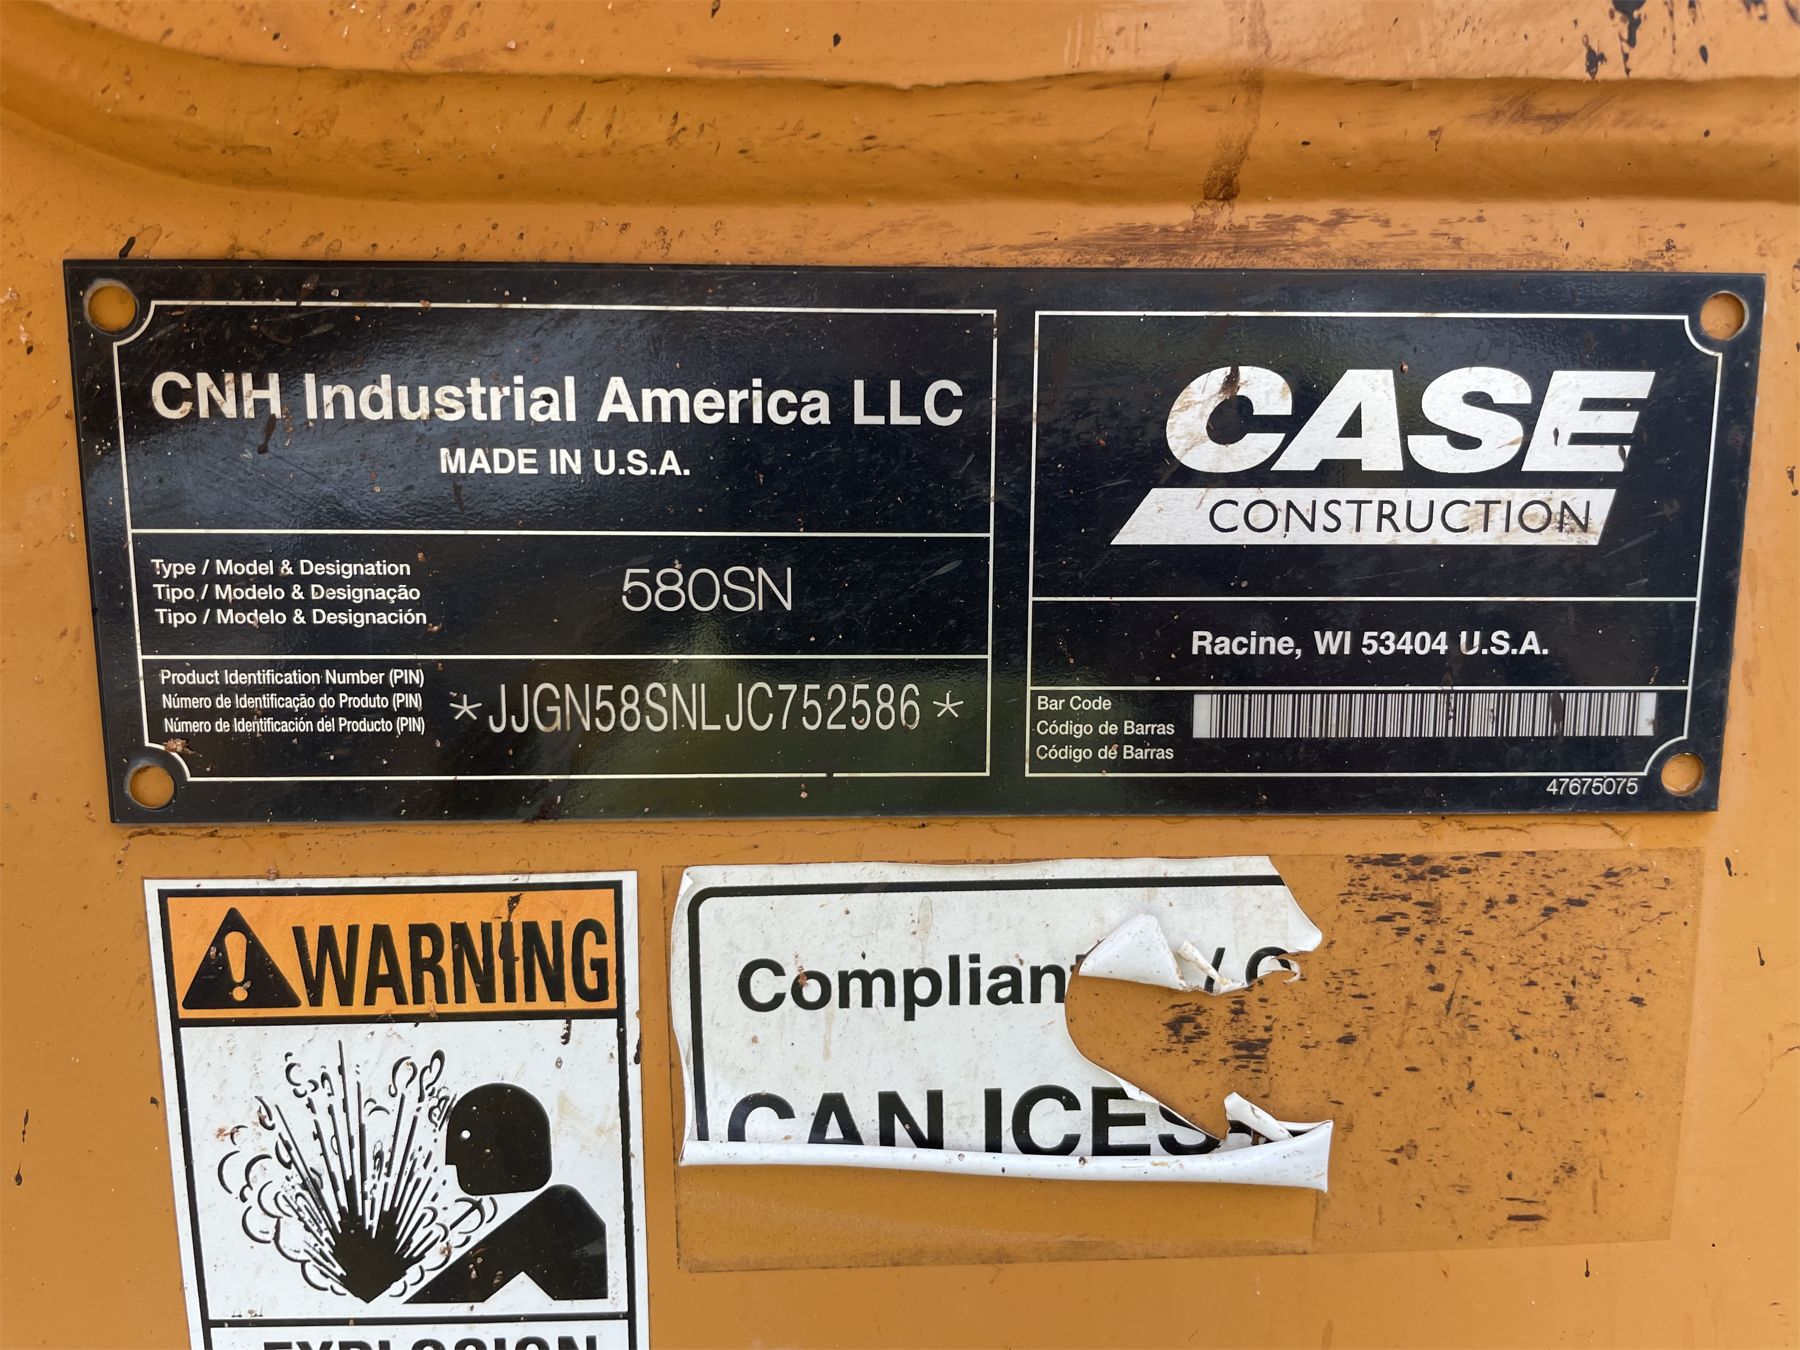 CNH Industrial America LLC
MADE IN U.S.A.
Type / Model & Designation
Tipo / Modelo & Designação
Tipo / Modelo & Designación
580SN
Product Identification Number (PIN)
Número de Identificação do Produto (PIN)
Número de Identificación del Producto (PIN)
*JJGN58SNLJC752586*
CASE
CONSTRUCTION
Racine, WI 53404 U.S.A.
Bar Code
Código de Barras
Código de Barras
47675075
WARNING
EXPLOSION
Complian
CAN ICES